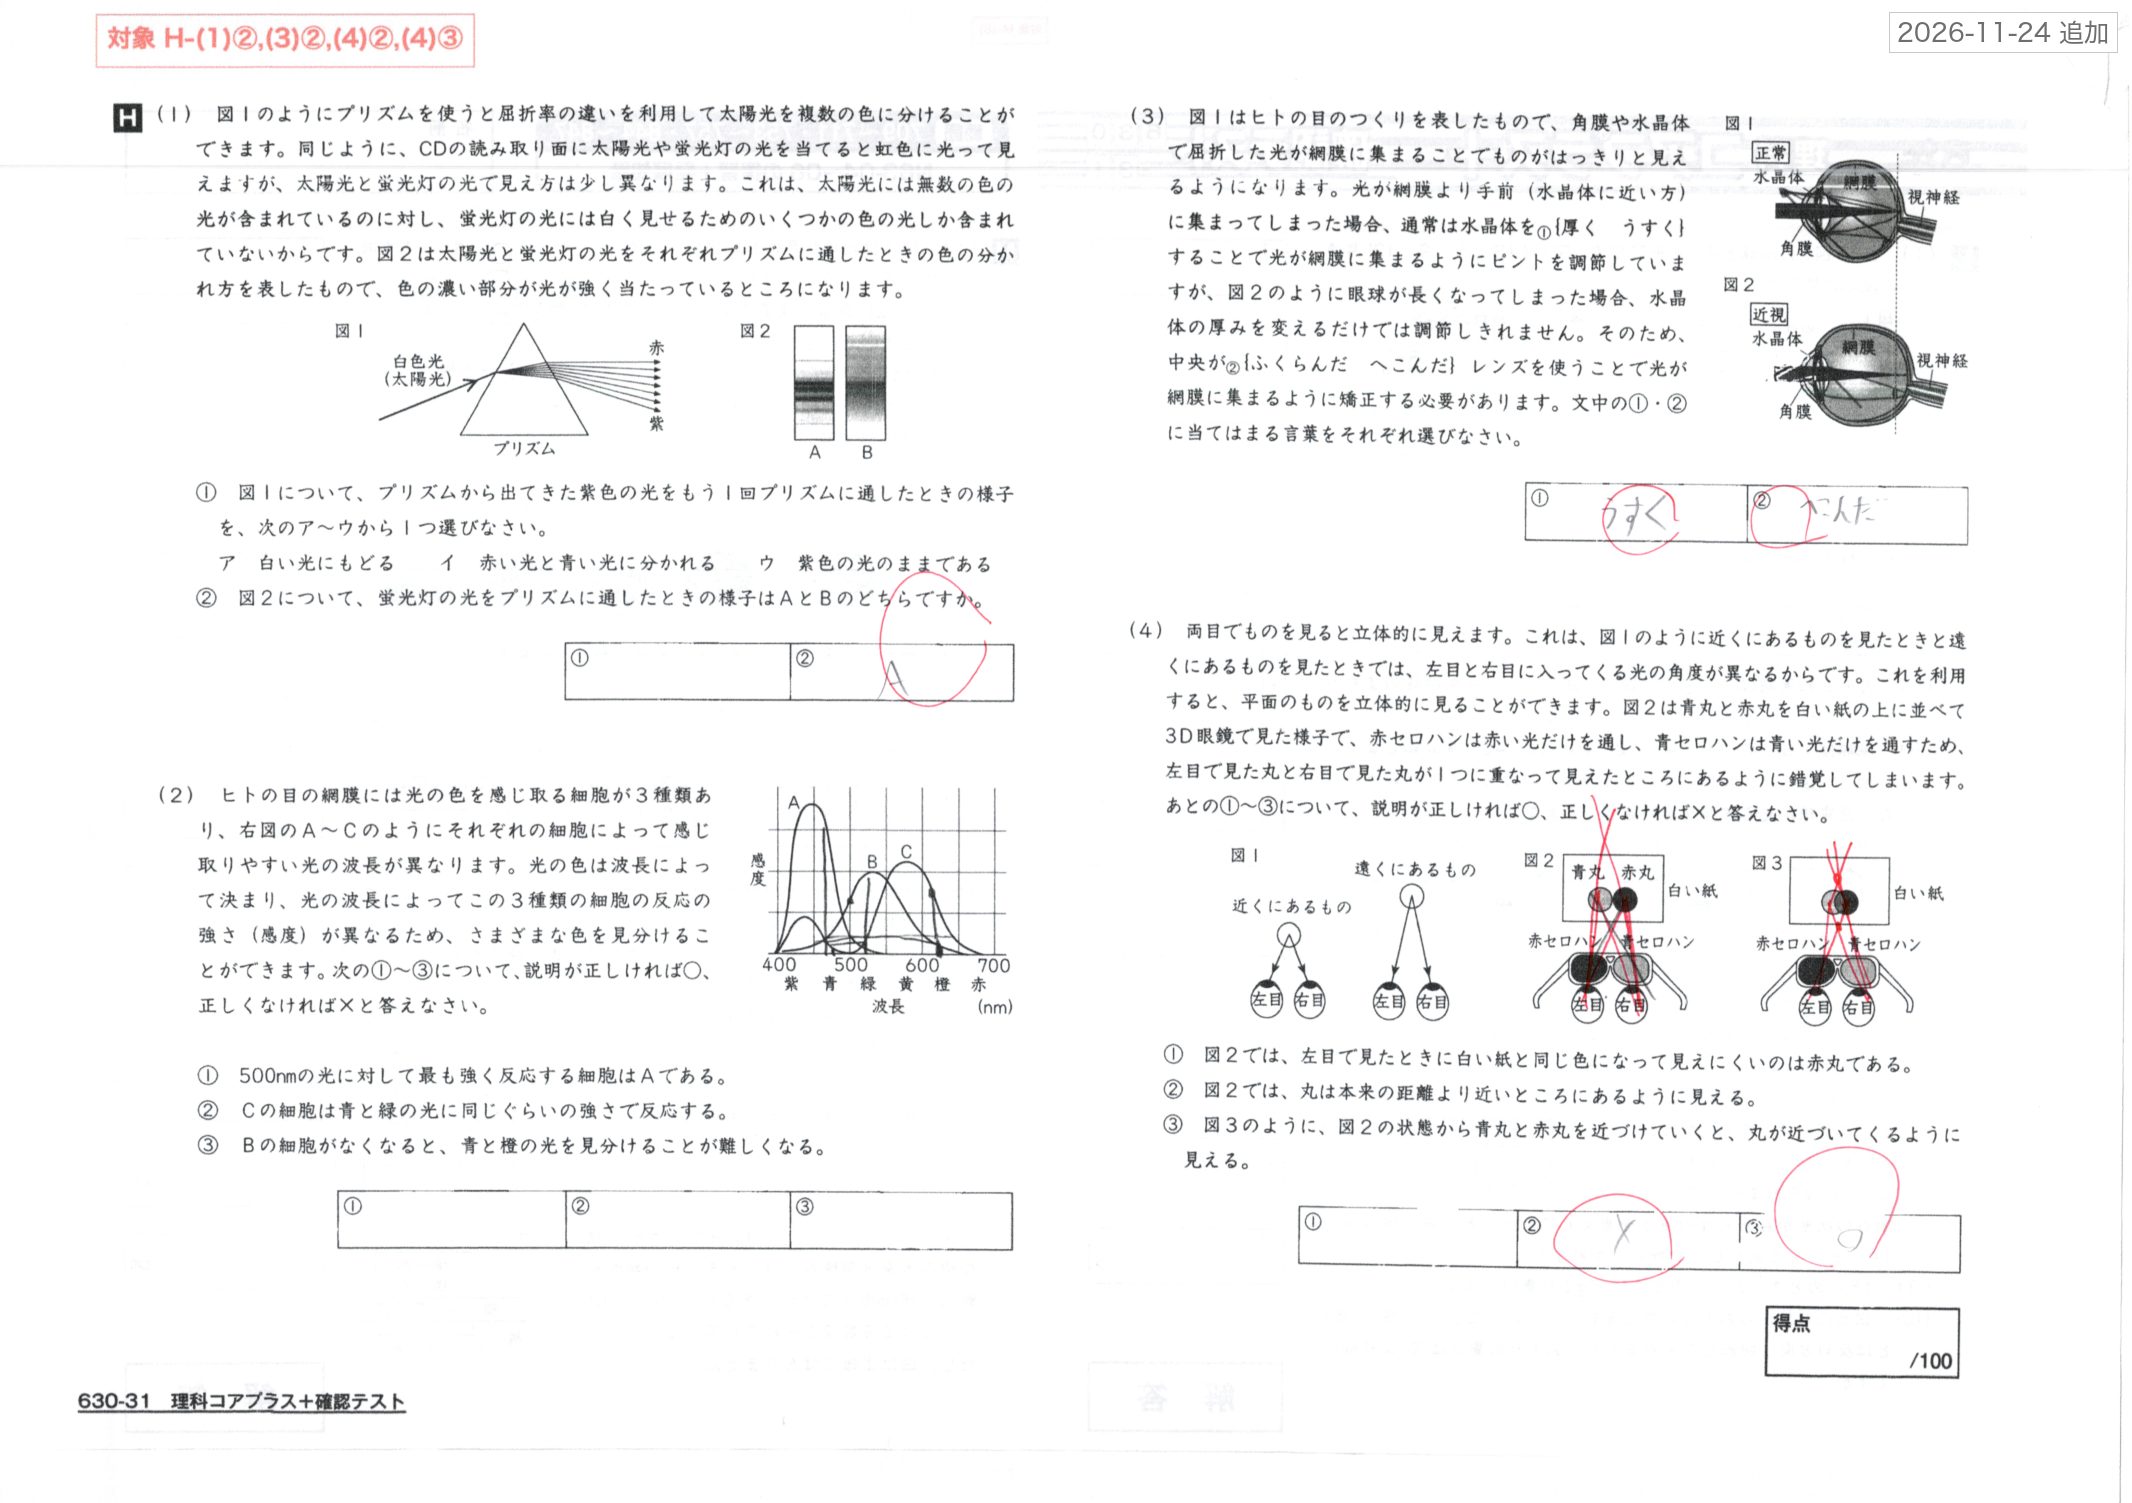 対象 H-(1)②,(3)②,(4)②,(4)③
2026-11-24 追加
H (1) 図1のようにプリズムを使うと屈折率の違いを利用して太陽光を複数の色に分けることが
できます。同じように、CDの読み取り面に太陽光や蛍光灯の光を当てると虹色に光って見
えますが、太陽光と蛍光灯の光で見え方は少し異なります。これは、太陽光には無数の色の
光が含まれているのに対し、蛍光灯の光には白く見せるためのいくつかの色の光しか含まれ
ていないからです。図2は太陽光と蛍光灯の光をそれぞれプリズムに通したときの色の分か
れ方を表したもので、色の濃い部分が光が強く当たっているところになります。
図1
白色光
(太陽光)
赤
紫
プリズム
図2
A B
① 図1について、プリズムから出てきた紫色の光をもう1回プリズムに通したときの様子
を、次のア～ウから1つ選びなさい。
ア 白い光にもどる イ 赤い光と青い光に分かれる ウ 紫色の光のままである
② 図2について、蛍光灯の光をプリズムに通したときの様子はAとBのどちらですか。
① ② A
(2) ヒトの目の網膜には光の色を感じ取る細胞が3種類あ
り、右図のA～Cのようにそれぞれの細胞によって感じ
取りやすい光の波長が異なります。光の色は波長によっ
て決まり、光の波長によってこの3種類の細胞の反応の
強さ（感度）が異なるため、さまざまな色を見分けるこ
とができます。次の①～③について、説明が正しければ○、
正しくなければ×と答えなさい。
感度
A
B
C
400 500 600 700
紫 青 緑 黄 橙 赤
波長 (nm)
① 500nmの光に対して最も強く反応する細胞はAである。
② Cの細胞は青と緑の光に同じぐらいの強さで反応する。
③ Bの細胞がなくなると、青と橙の光を見分けることが難しくなる。
① ② ③
630-31 理科コアプラス+確認テスト
(3) 図1はヒトの目のつくりを表したもので、角膜や水晶体
で屈折した光が網膜に集まることでものがはっきりと見え
るようになります。光が網膜より手前（水晶体に近い方）
に集まってしまった場合、通常は水晶体を①{厚く うすく}
することで光が網膜に集まるようにピントを調節していま
すが、図2のように眼球が長くなってしまった場合、水晶
体の厚みを変えるだけでは調節しきれません。そのため、
中央が②{ふくらんだ へこんだ} レンズを使うことで光が
網膜に集まるように矯正する必要があります。文中の①・②
に当てはまる言葉をそれぞれ選びなさい。
図1
正常
水晶体
網膜
視神経
角膜
図2
近視
水晶体
網膜
視神経
角膜
① うすく ② へこんだ
(4) 両目でものを見ると立体的に見えます。これは、図1のように近くにあるものを見たときと遠
くにあるものを見たときでは、左目と右目に入ってくる光の角度が異なるからです。これを利用
すると、平面のものを立体的に見ることができます。図2は青丸と赤丸を白い紙の上に並べて
3D眼鏡で見た様子で、赤セロハンは赤い光だけを通し、青セロハンは青い光だけを通すため、
左目で見た丸と右目で見た丸が1つに重なって見えたところにあるように錯覚してしまいます。
あとの①～③について、説明が正しければ○、正しくなければ×と答えなさい。
図1
近くにあるもの
遠くにあるもの
左目 右目
左目 右目
図2
青丸 赤丸
白い紙
赤セロハン 青セロハン
左目 右目
図3
白い紙
赤セロハン 青セロハン
左目 右目
① 図2では、左目で見たときに白い紙と同じ色になって見えにくいのは赤丸である。
② 図2では、丸は本来の距離より近いところにあるように見える。
③ 図3のように、図2の状態から青丸と赤丸を近づけていくと、丸が近づいてくるように
見える。
① ② × ③ ○
得点
/100